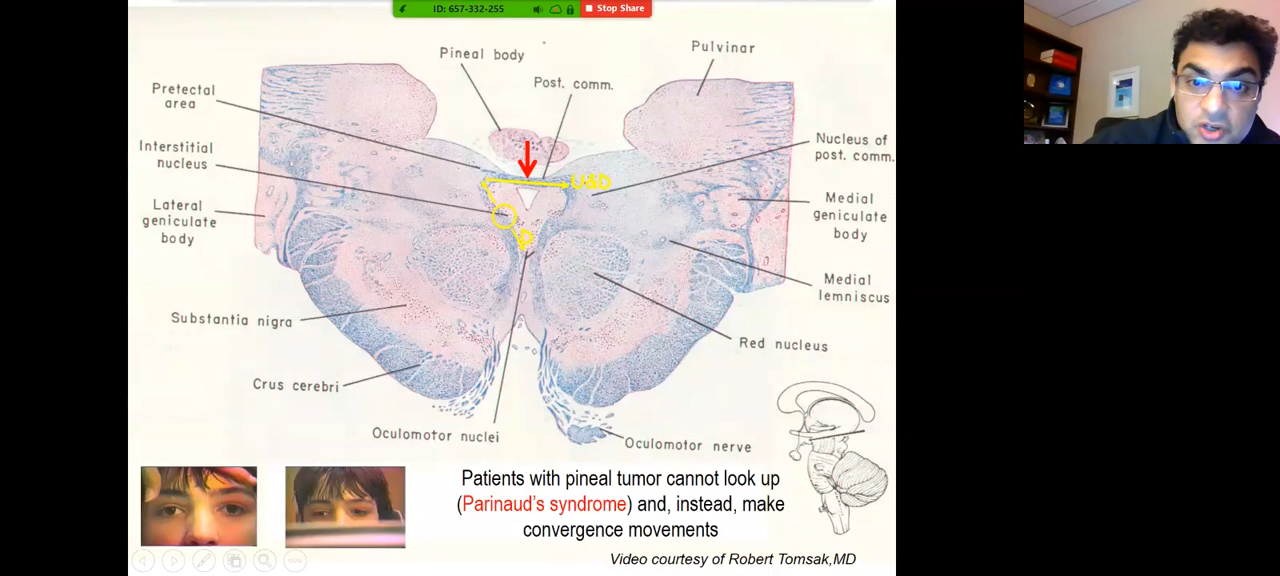 ID: 657-332-255
Stop Share
Pineal body
Pulvinar
Post. comm.
Pretectal
area
Interstitial
nucleus
Lateral
geniculate
body
Nucleus of
post. comm.
U&D
D
Medial
geniculate
body
Medial
lemniscus
Substantia nigra
Red nucleus
Crus cerebri
Oculomotor nuclei
Oculomotor nerve
Patients with pineal tumor cannot look up
(Parinaud's syndrome) and, instead, make
convergence movements
Video courtesy of Robert Tomsak,MD